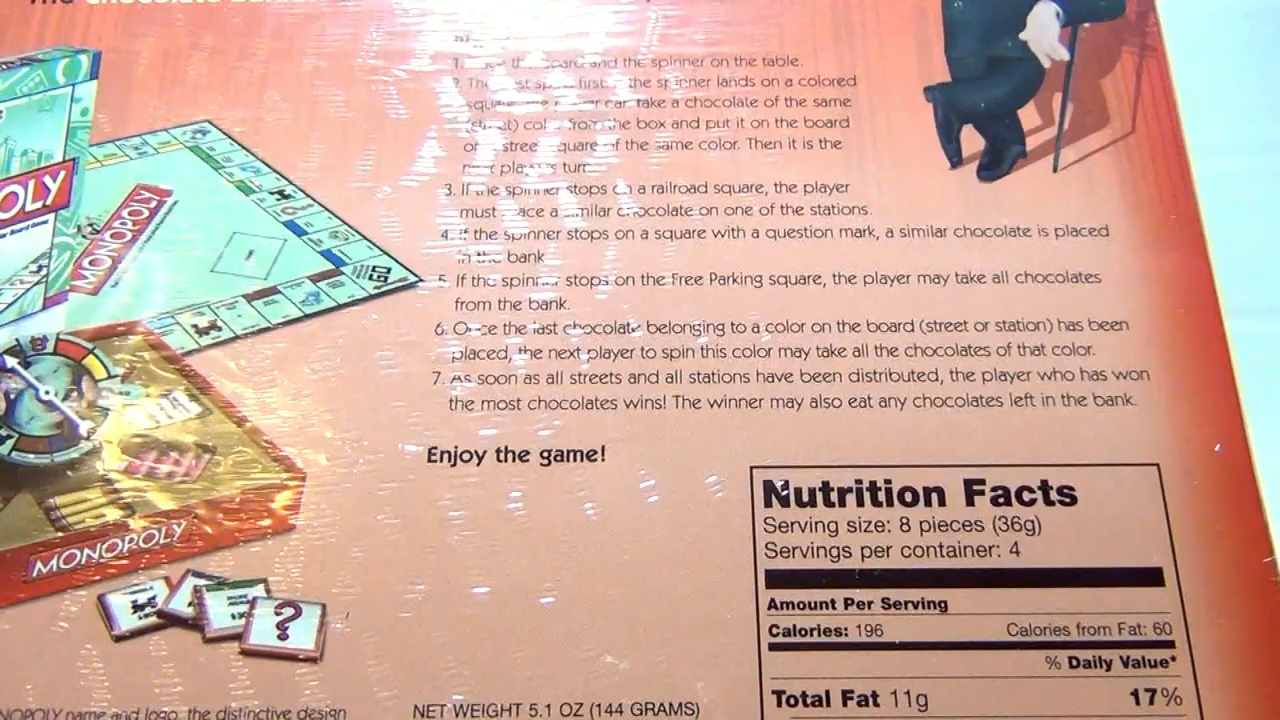 1. and the spinner on the table.
first. the spinner lands on a colored
can take a chocolate of the same
from the box and put it on the board
square of the same color. Then it is the
turn.
3. If the spinner stops on a railroad square, the player
must a similar chocolate on one of the stations.
4. If the spinner stops on a square with a question mark, a similar chocolate is placed
in the bank
5. If the spinner stops on the Free Parking square, the player may take all chocolates
from the bank.
6. Once the last chocolate belonging to a color on the board (street or station) has been
placed, the next player to spin this color may take all the chocolates of that color.
7. As soon as all streets and all stations have been distributed, the player who has won
the most chocolates wins! The winner may also eat any chocolates left in the bank.
Enjoy the game!
OLY
MONOPOLY
GO
MONOPOLY
?
Nutrition Facts
Serving size: 8 pieces (36g)
Servings per container: 4
Amount Per Serving
Calories: 196 Calories from Fat: 60
% Daily Value*
Total Fat 11g 17%
NOPOLY name and logo, the distinctive design
NET WEIGHT 5.1 OZ (144 GRAMS)